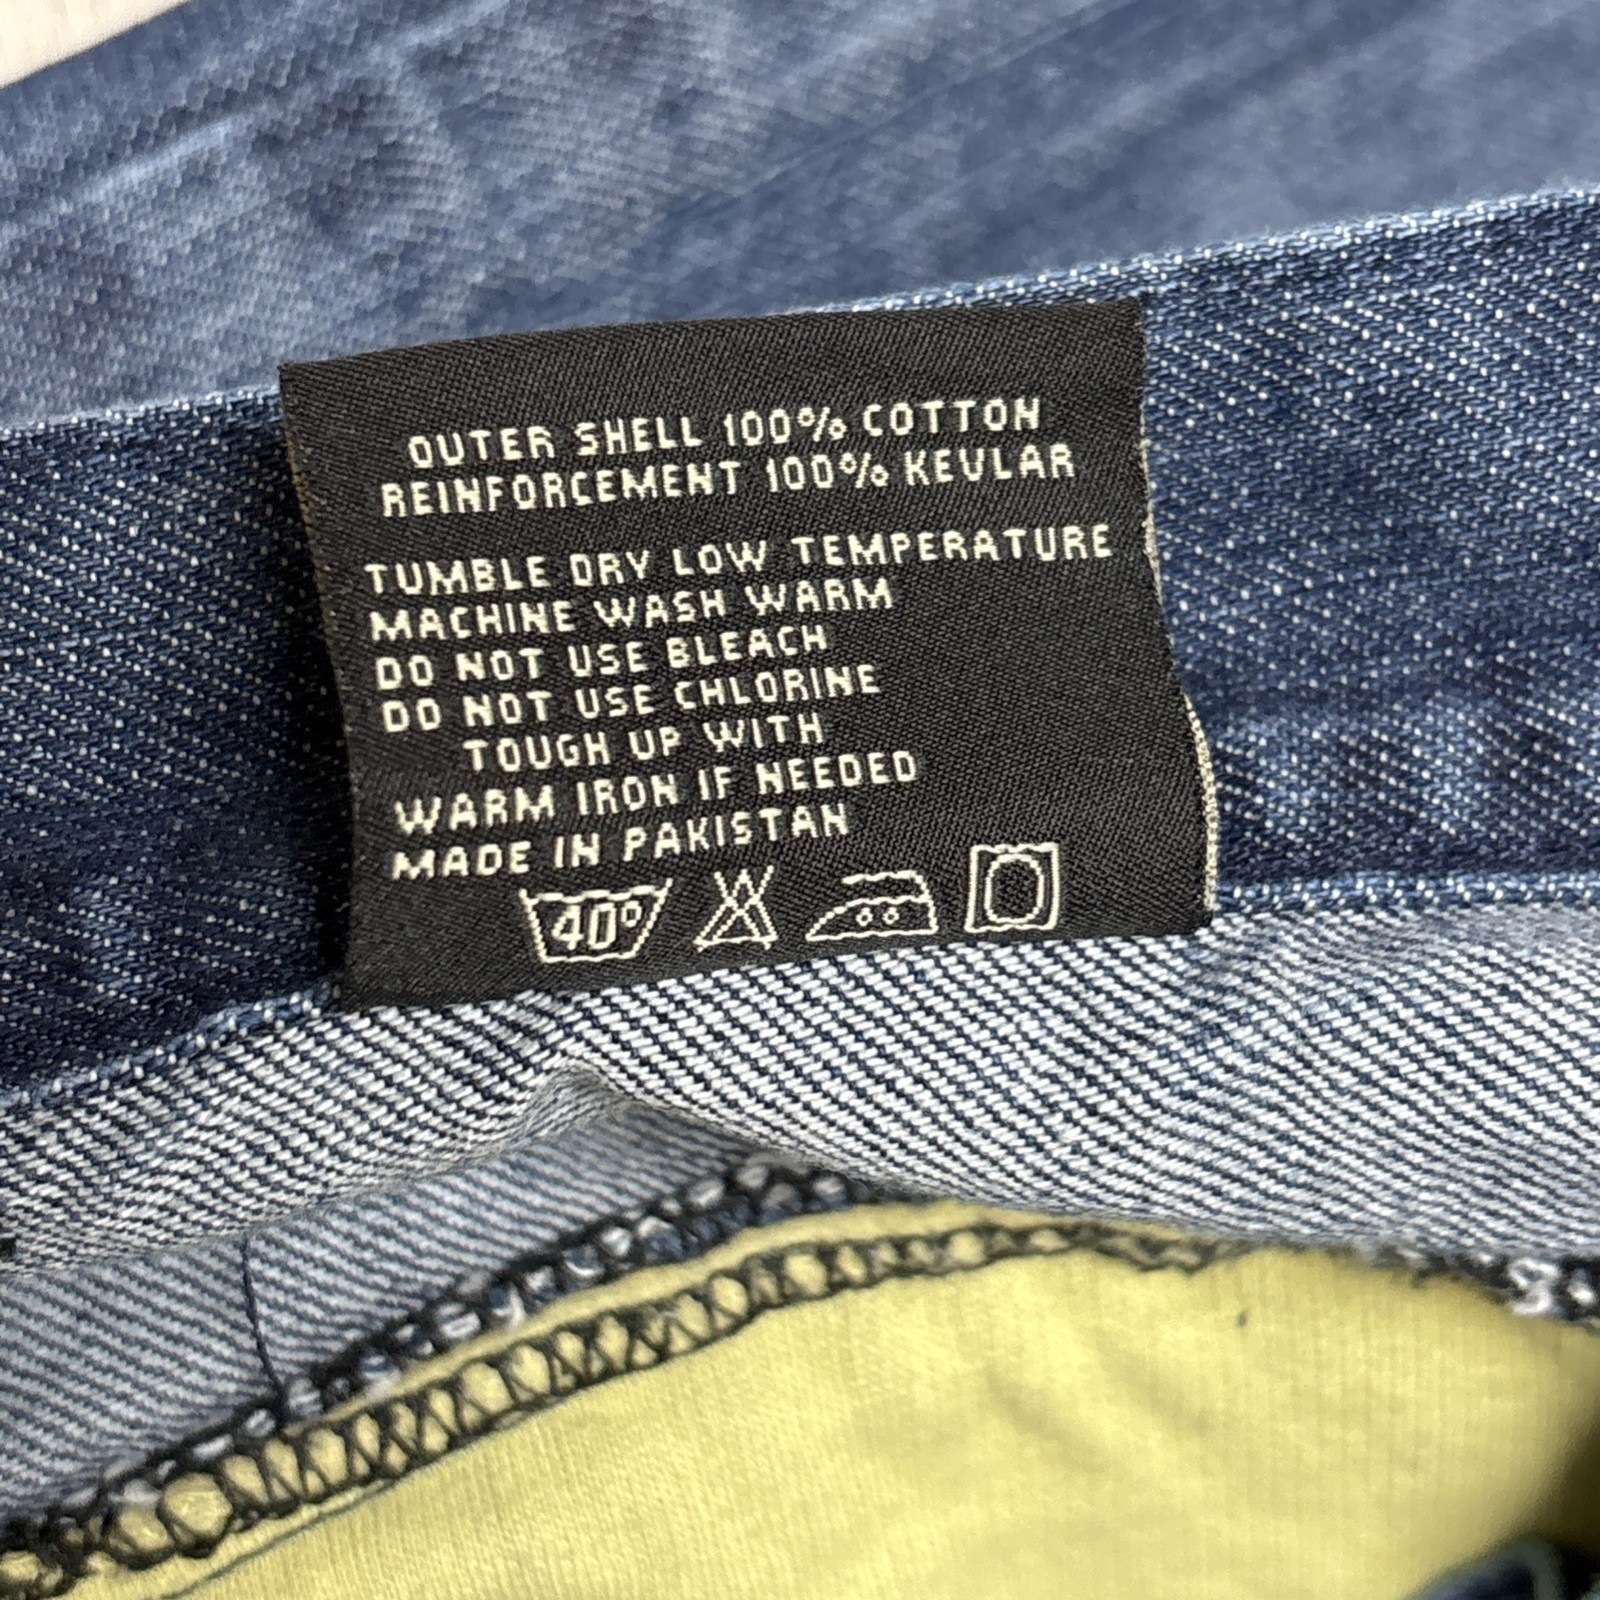 OUTER SHELL 100% COTTON
REINFORCEMENT 100% KEVLAR
TUMBLE DRY LOW TEMPERATURE
MACHINE WASH WARM
DO NOT USE BLEACH
DO NOT USE CHLORINE
TOUGH UP WITH
WARM IRON IF NEEDED
MADE IN PAKISTAN
40°